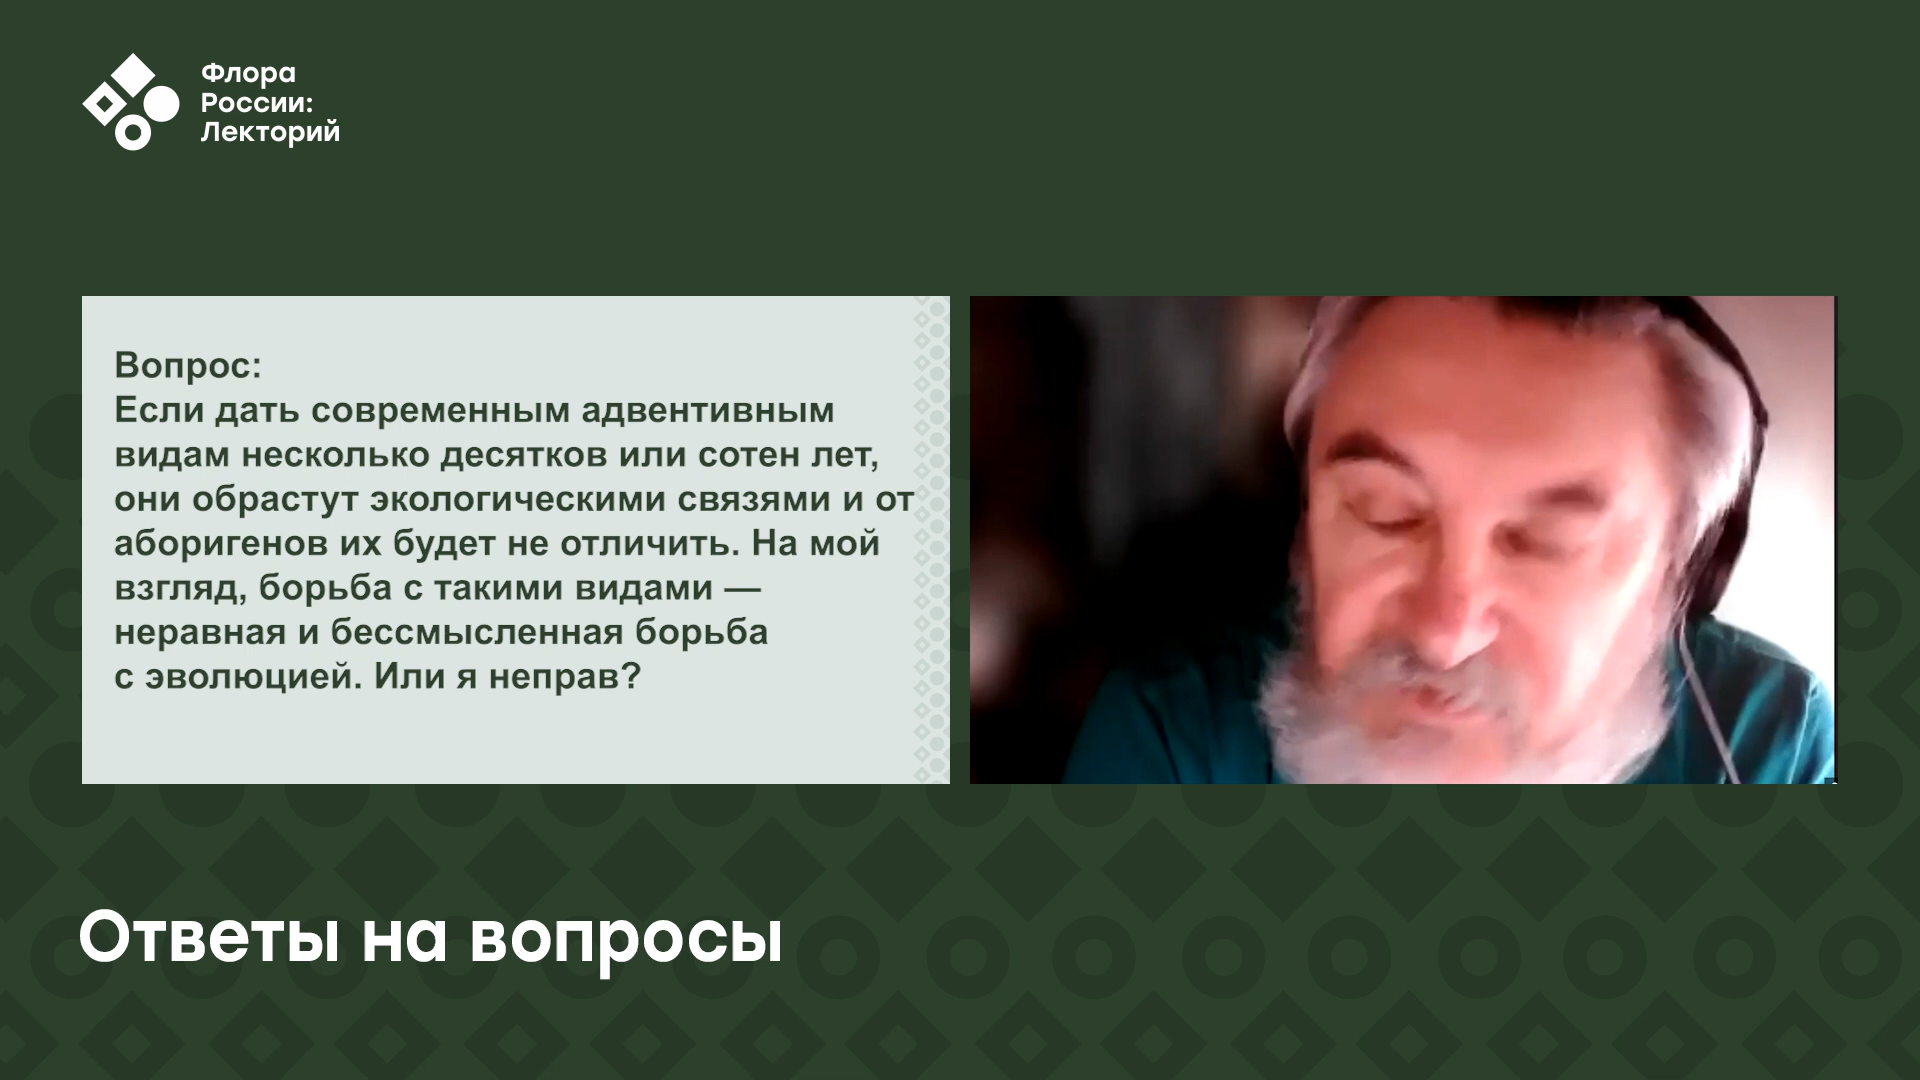 Флора
России:
Лекторий
Вопрос:
Если дать современным адвентивным
видам несколько десятков или сотен лет,
они обрастут экологическими связями и от
аборигенов их будет не отличить. На мой
взгляд, борьба с такими видами —
неравная и бессмысленная борьба
с эволюцией. Или я неправ?
Ответы на вопросы